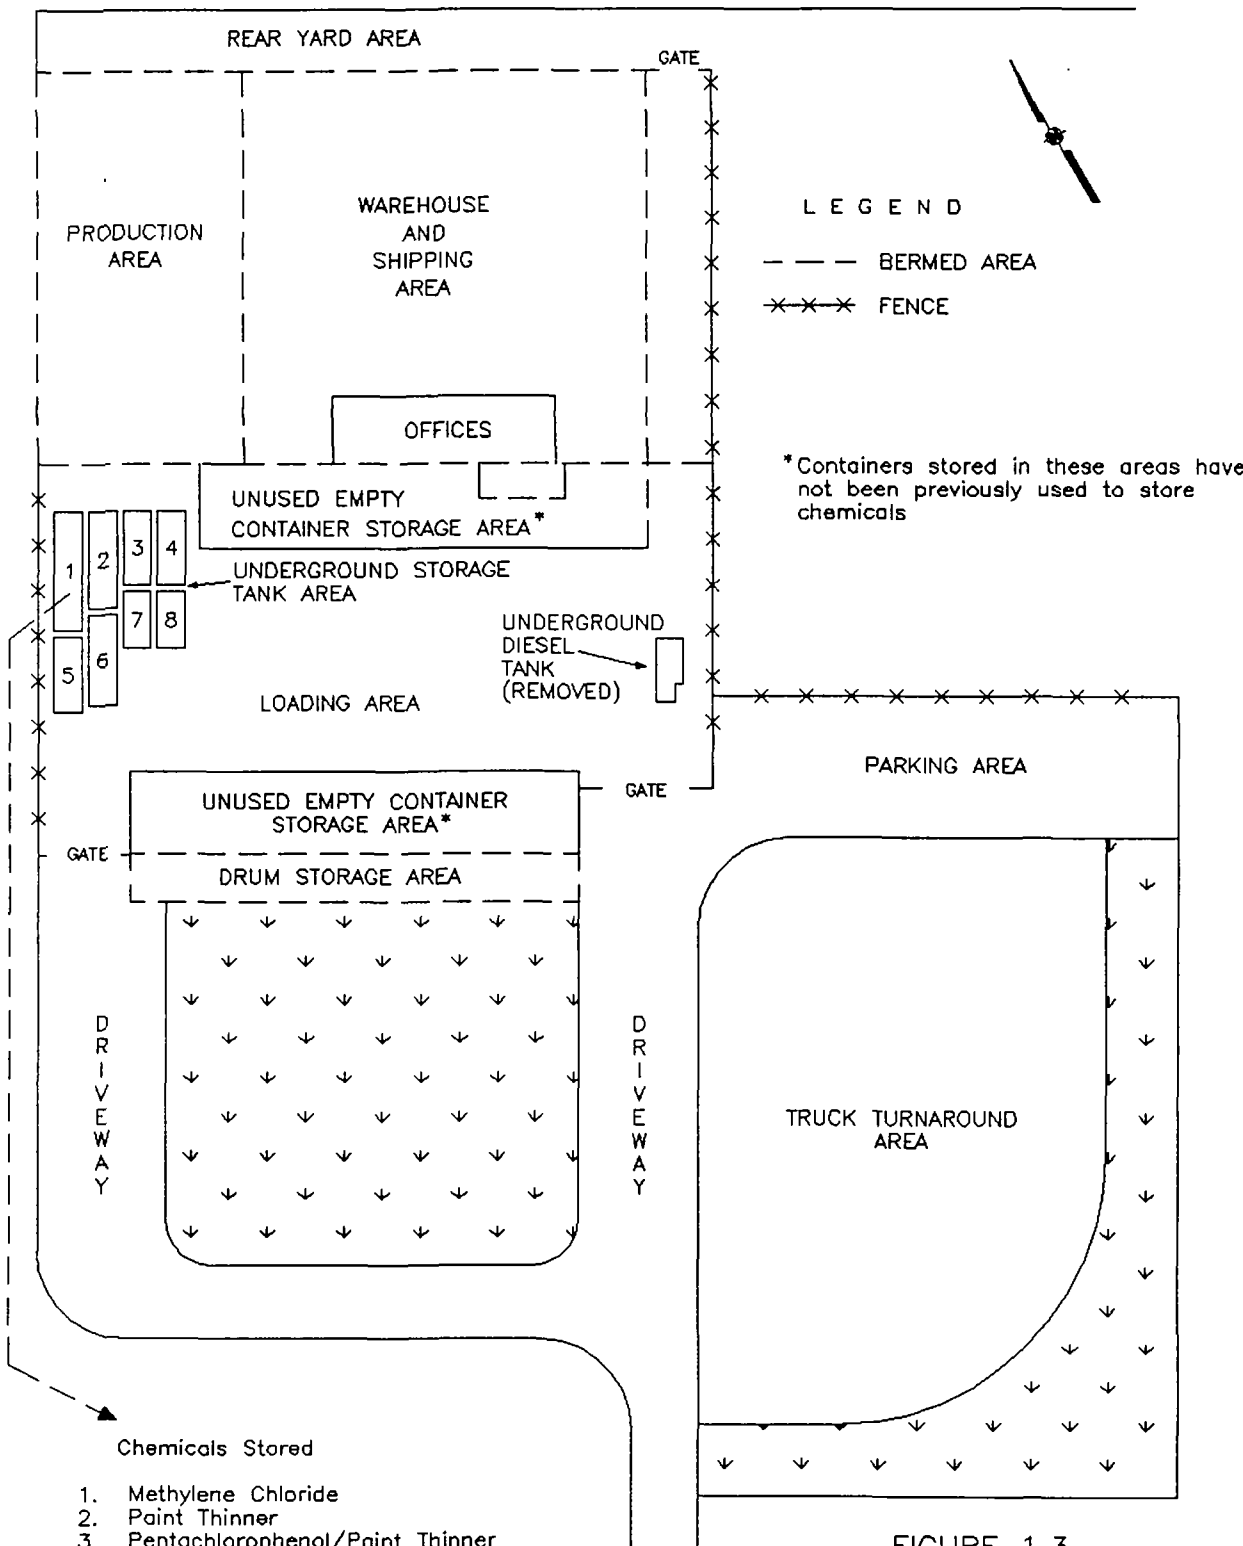 REAR YARD AREA
GATE
PRODUCTION
AREA
WAREHOUSE
AND
SHIPPING
AREA
L E G E N D
BERMED AREA
FENCE
OFFICES
*Containers stored in these areas have
not been previously used to store
chemicals
UNUSED EMPTY
CONTAINER STORAGE AREA*
1
2
3
4
5
6
7
8
UNDERGROUND STORAGE
TANK AREA
UNDERGROUND
DIESEL
TANK
(REMOVED)
LOADING AREA
PARKING AREA
GATE
UNUSED EMPTY CONTAINER
STORAGE AREA*
GATE
DRUM STORAGE AREA
DRIVEWAY
DRIVEWAY
TRUCK TURNAROUND
AREA
Chemicals Stored
1. Methylene Chloride
2. Paint Thinner
3. Pentachlorophenol/Paint Thinner
FIGURE 1-3